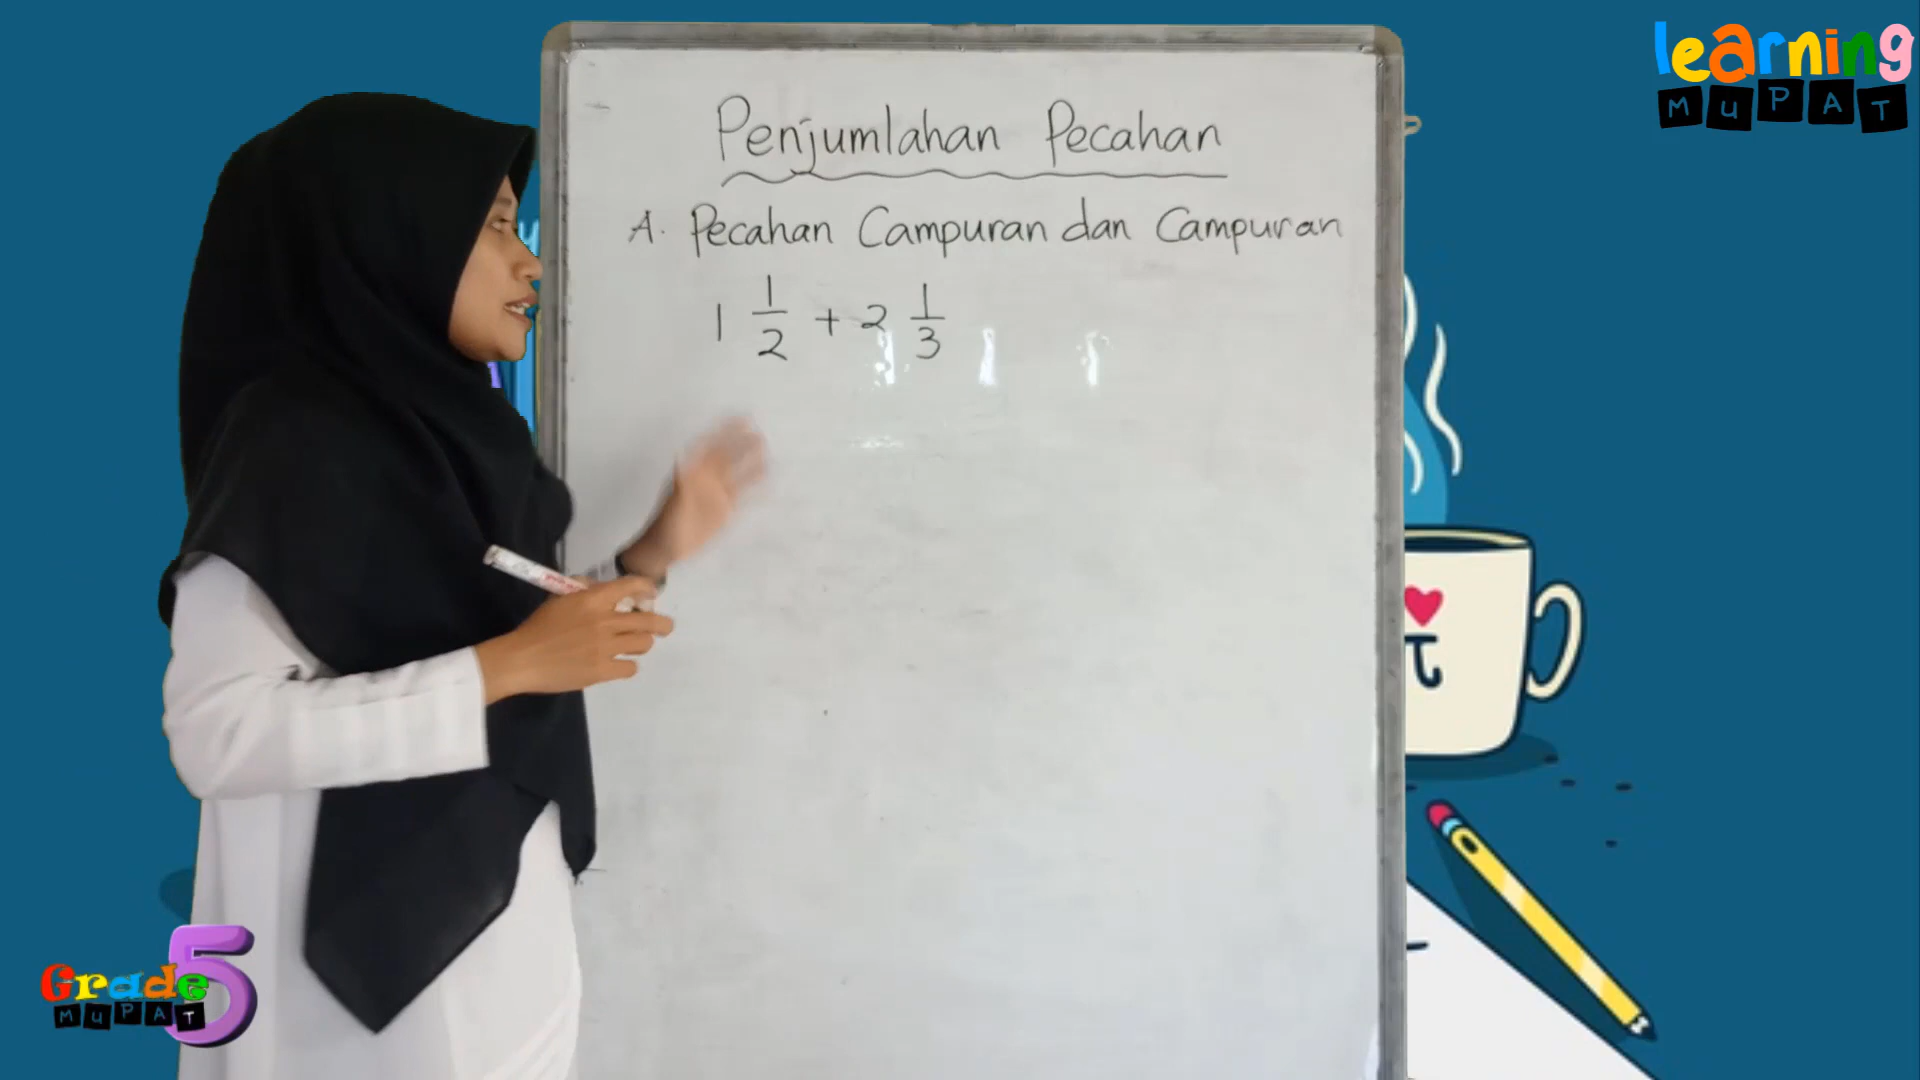 learning
MUPAT
Penjumlahan Pecahan
A. Pecahan Campuran dan Campuran
1 1/2 + 2 1/3
π
Grade 5
MUPAT